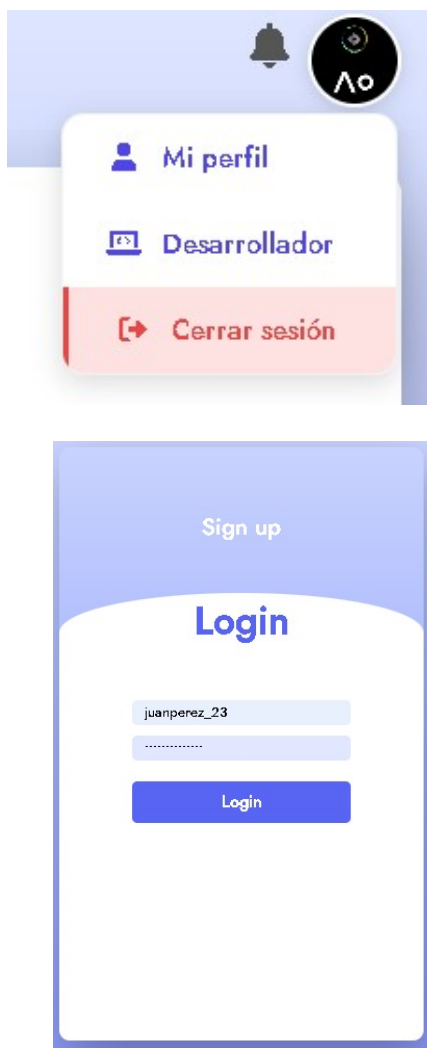 Mi perfil
Desarrollador
Cerrar sesión
Sign up
Login
juanperez_23
Login